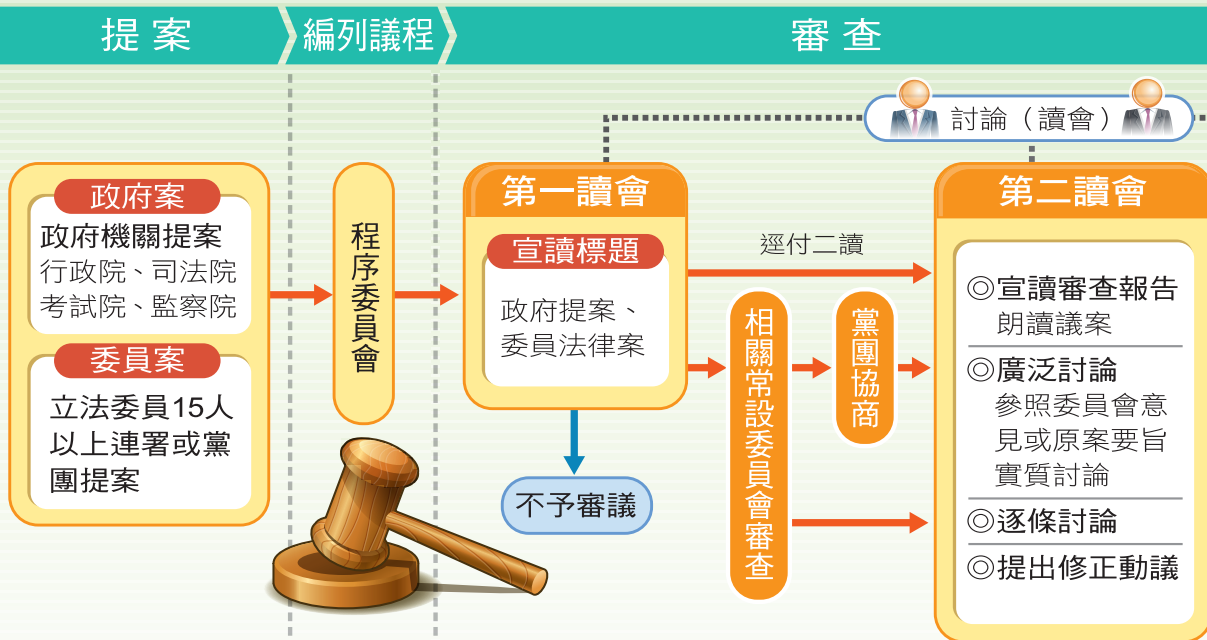 提案
編列議程
審查
討論（讀會）
政府案
政府機關提案
行政院、司法院
考試院、監察院
委員案
立法委員15人
以上連署或黨
團提案
程序委員會
第一讀會
宣讀標題
政府提案、
委員法律案
不予審議
逕付二讀
相關常設委員會審查
黨團協商
第二讀會
◎宣讀審查報告
朗讀議案
◎廣泛討論
參照委員會意
見或原案要旨
實質討論
◎逐條討論
◎提出修正動議